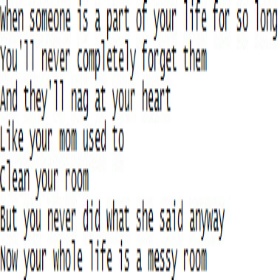 When someone is a part of your life for so long
You'll never completely forget them
And they'll nag at your heart
Like your mom used to
Clean your room
But you never did what she said anyway
Now your whole life is a messy room